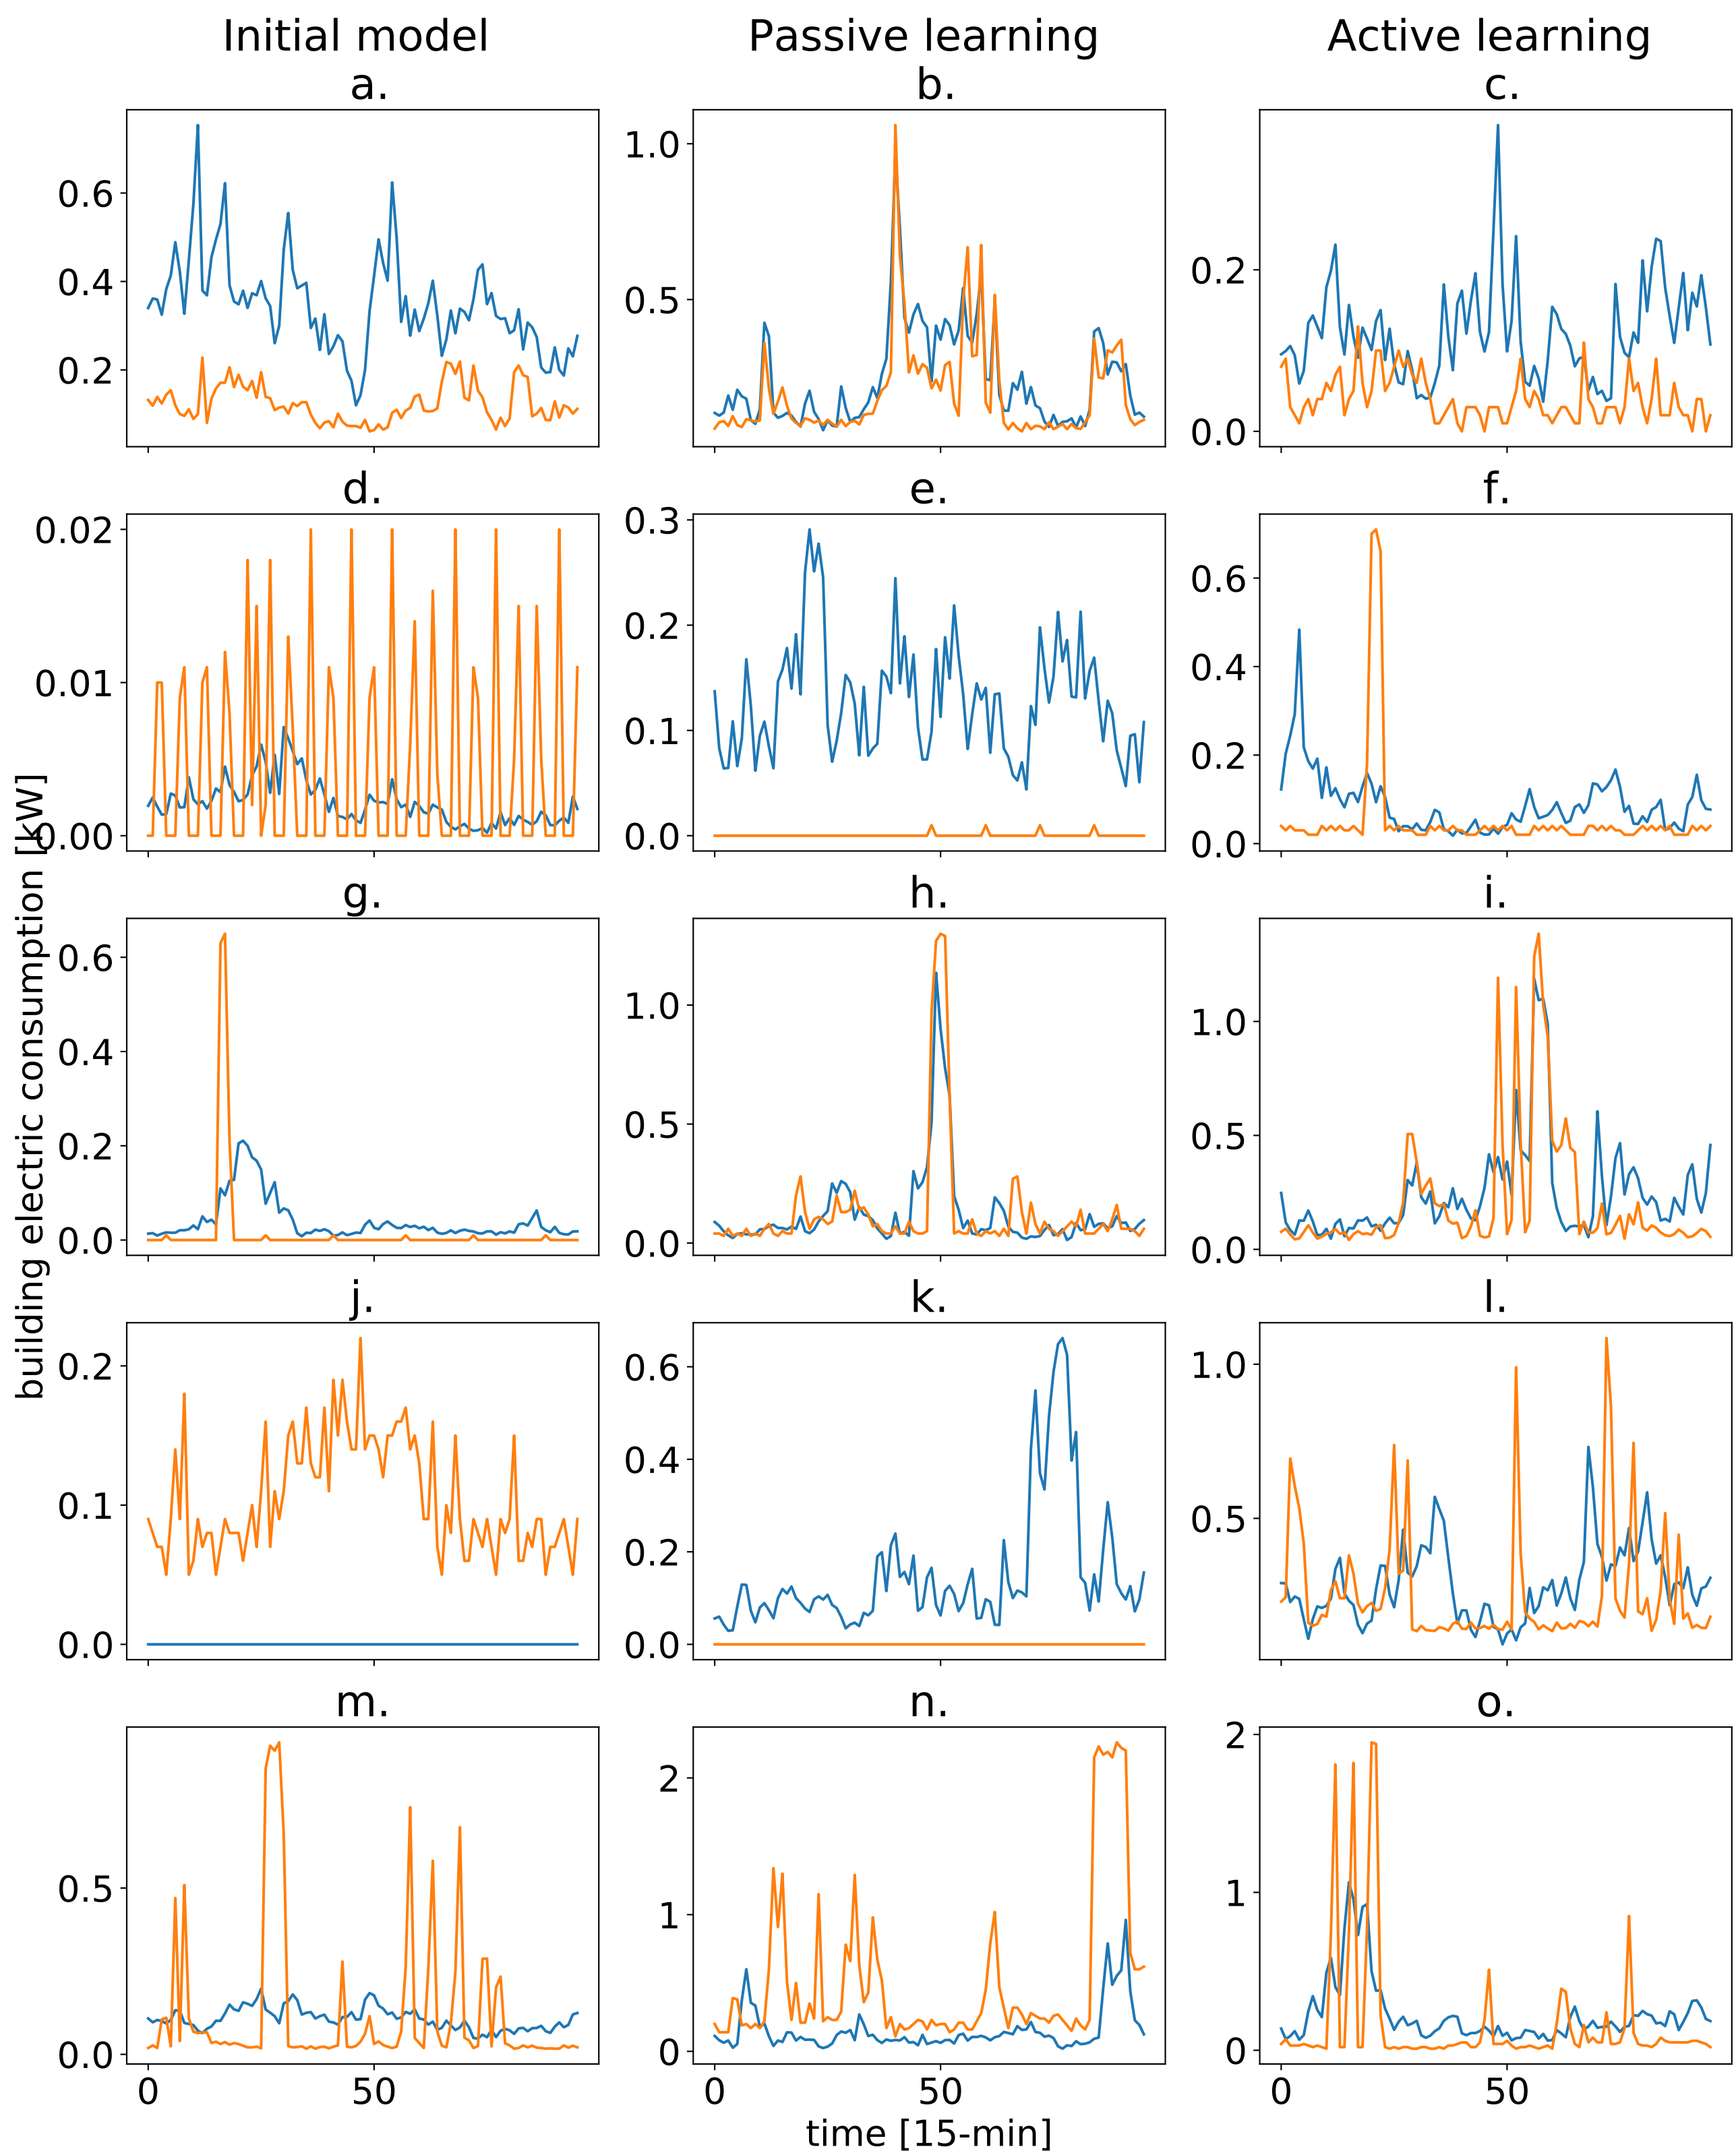 Initial model
Passive learning
Active learning
a.
b.
c.
0.6
0.4
0.2
1.0
0.5
0.2
0.0
d.
e.
f.
0.02
0.01
0.00
0.3
0.2
0.1
0.0
0.6
0.4
0.2
0.0
building electric consumption [kW]
g.
h.
i.
0.6
0.4
0.2
0.0
1.0
0.5
0.0
1.0
0.5
0.0
j.
k.
l.
0.2
0.1
0.0
0.6
0.4
0.2
0.0
1.0
0.5
m.
n.
o.
0.5
0.0
2
1
0
2
1
0
0 50
0 50
0 50
time [15-min]